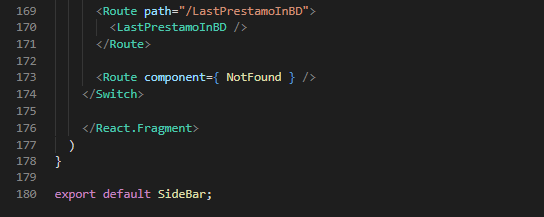 169 <Route path="/LastPrestamoInBD">
170 <LastPrestamoInBD />
171 </Route>
172
173 <Route component={ NotFound } />
174 </Switch>
175
176 </React.Fragment>
177 )
178 }
179
180 export default SideBar;